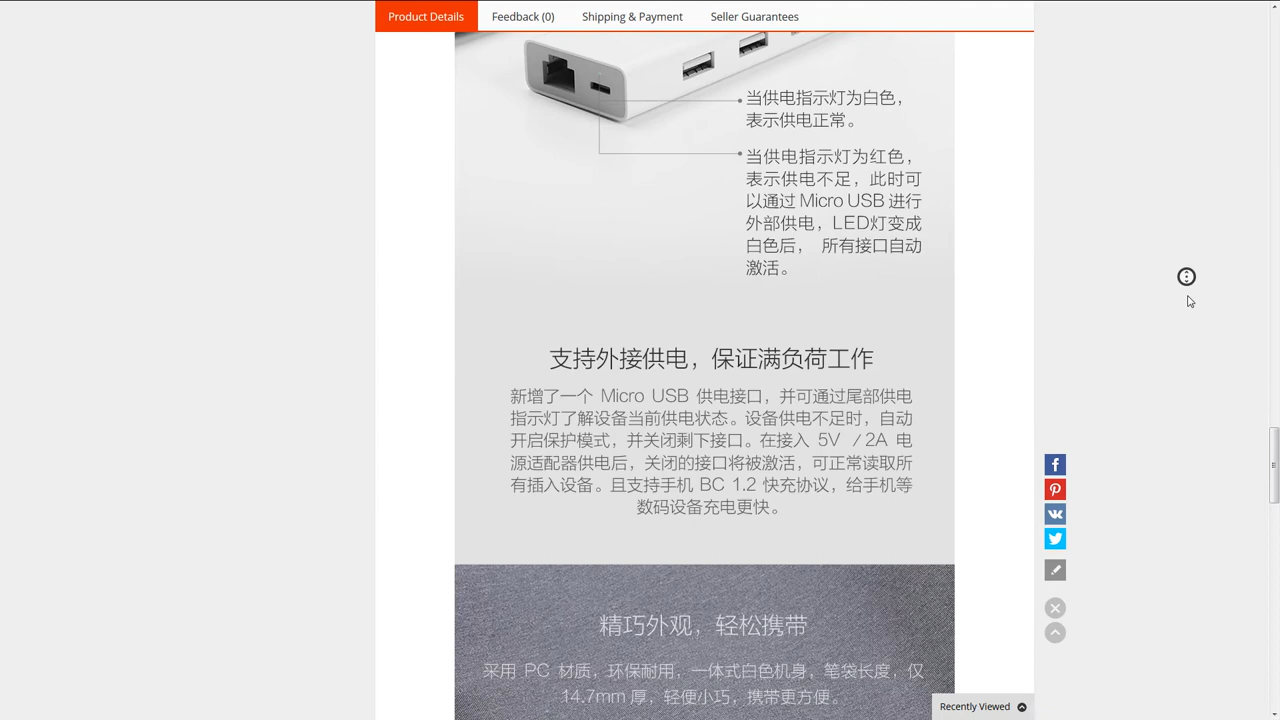 Product Details
Feedback (0)
Shipping & Payment
Seller Guarantees
当供电指示灯为白色，
表示供电正常。
当供电指示灯为红色，
表示供电不足，此时可
以通过 Micro USB 进行
外部供电，LED灯变成
白色后， 所有接口自动
激活。
支持外接供电，保证满负荷工作
新增了一个 Micro USB 供电接口，并可通过尾部供电
指示灯了解设备当前供电状态。设备供电不足时，自动
开启保护模式，并关闭剩下接口。在接入 5V / 2A 电
源适配器供电后，关闭的接口将被激活，可正常读取所
有插入设备。且支持手机 BC 1.2 快充协议，给手机等
数码设备充电更快。
精巧外观，轻松携带
采用 PC 材质，环保耐用，一体式白色机身，笔袋长度，仅
14.7mm 厚，轻便小巧，携带更方便。
Recently Viewed